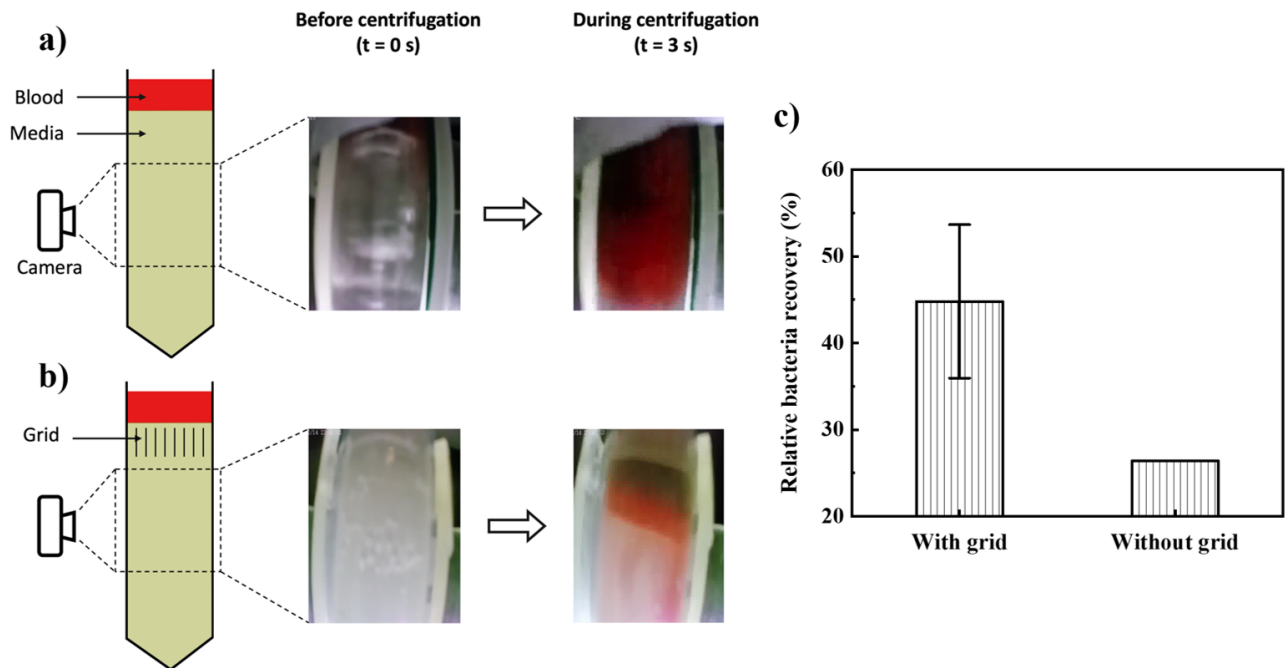 Before centrifugation
(t = 0 s)
During centrifugation
(t = 3 s)
a)
Blood
Media
Camera
b)
Grid
c)
Relative bacteria recovery (%)
60
50
40
30
20
With grid
Without grid